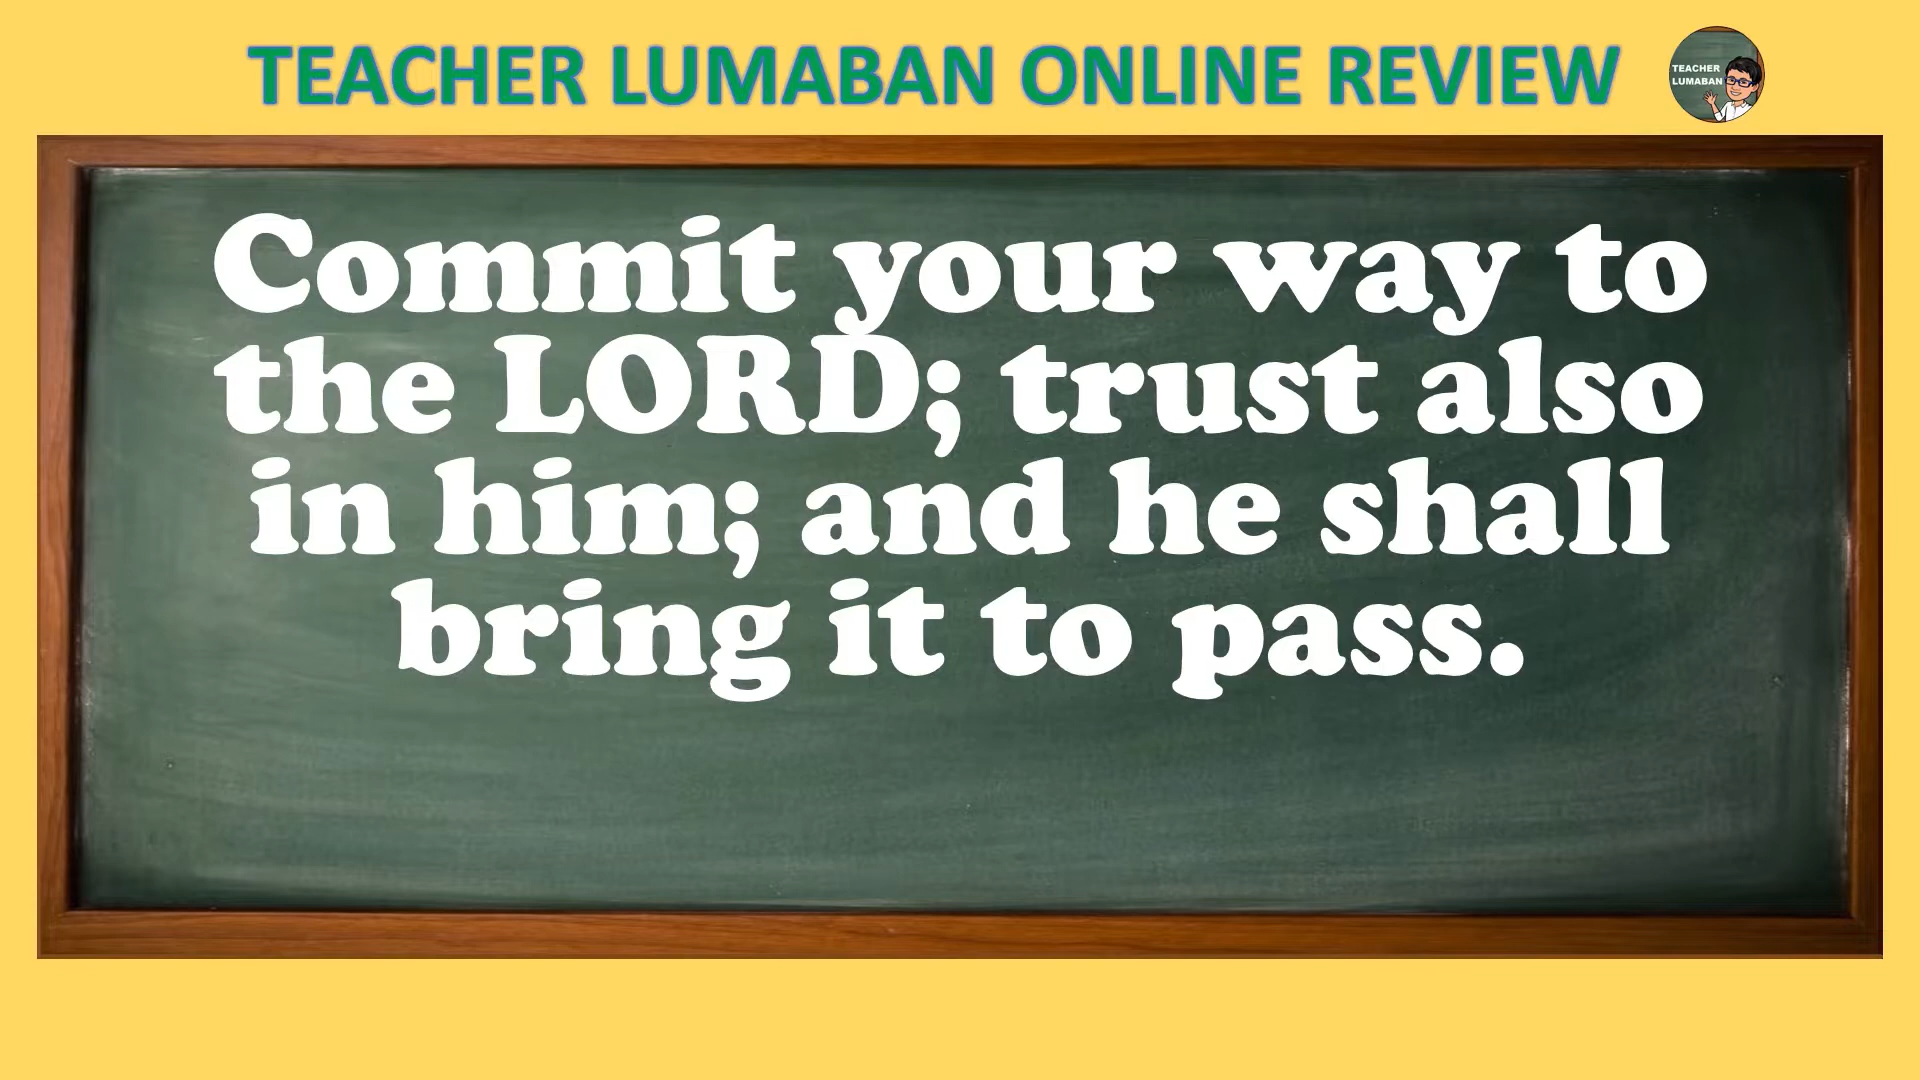 TEACHER LUMABAN ONLINE REVIEW
TEACHER
LUMABAN
Commit your way to
the LORD; trust also
in him; and he shall
bring it to pass.